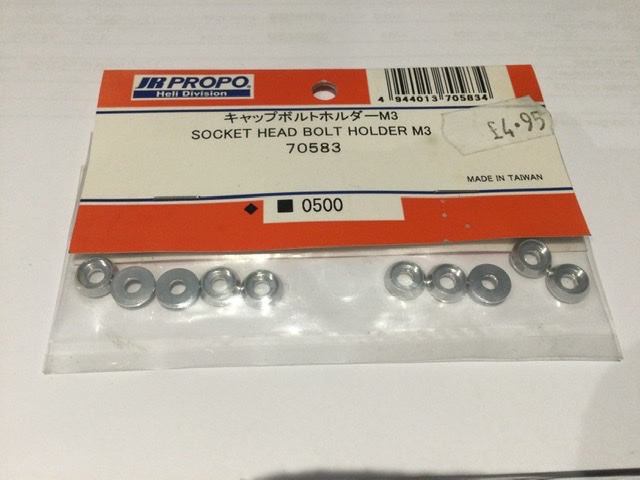 JR PROPO
Heli Division
4 944013 705834
£4.95
キャップボルトホルダーM3
SOCKET HEAD BOLT HOLDER M3
70583
MADE IN TAIWAN
◆ ■ 0500